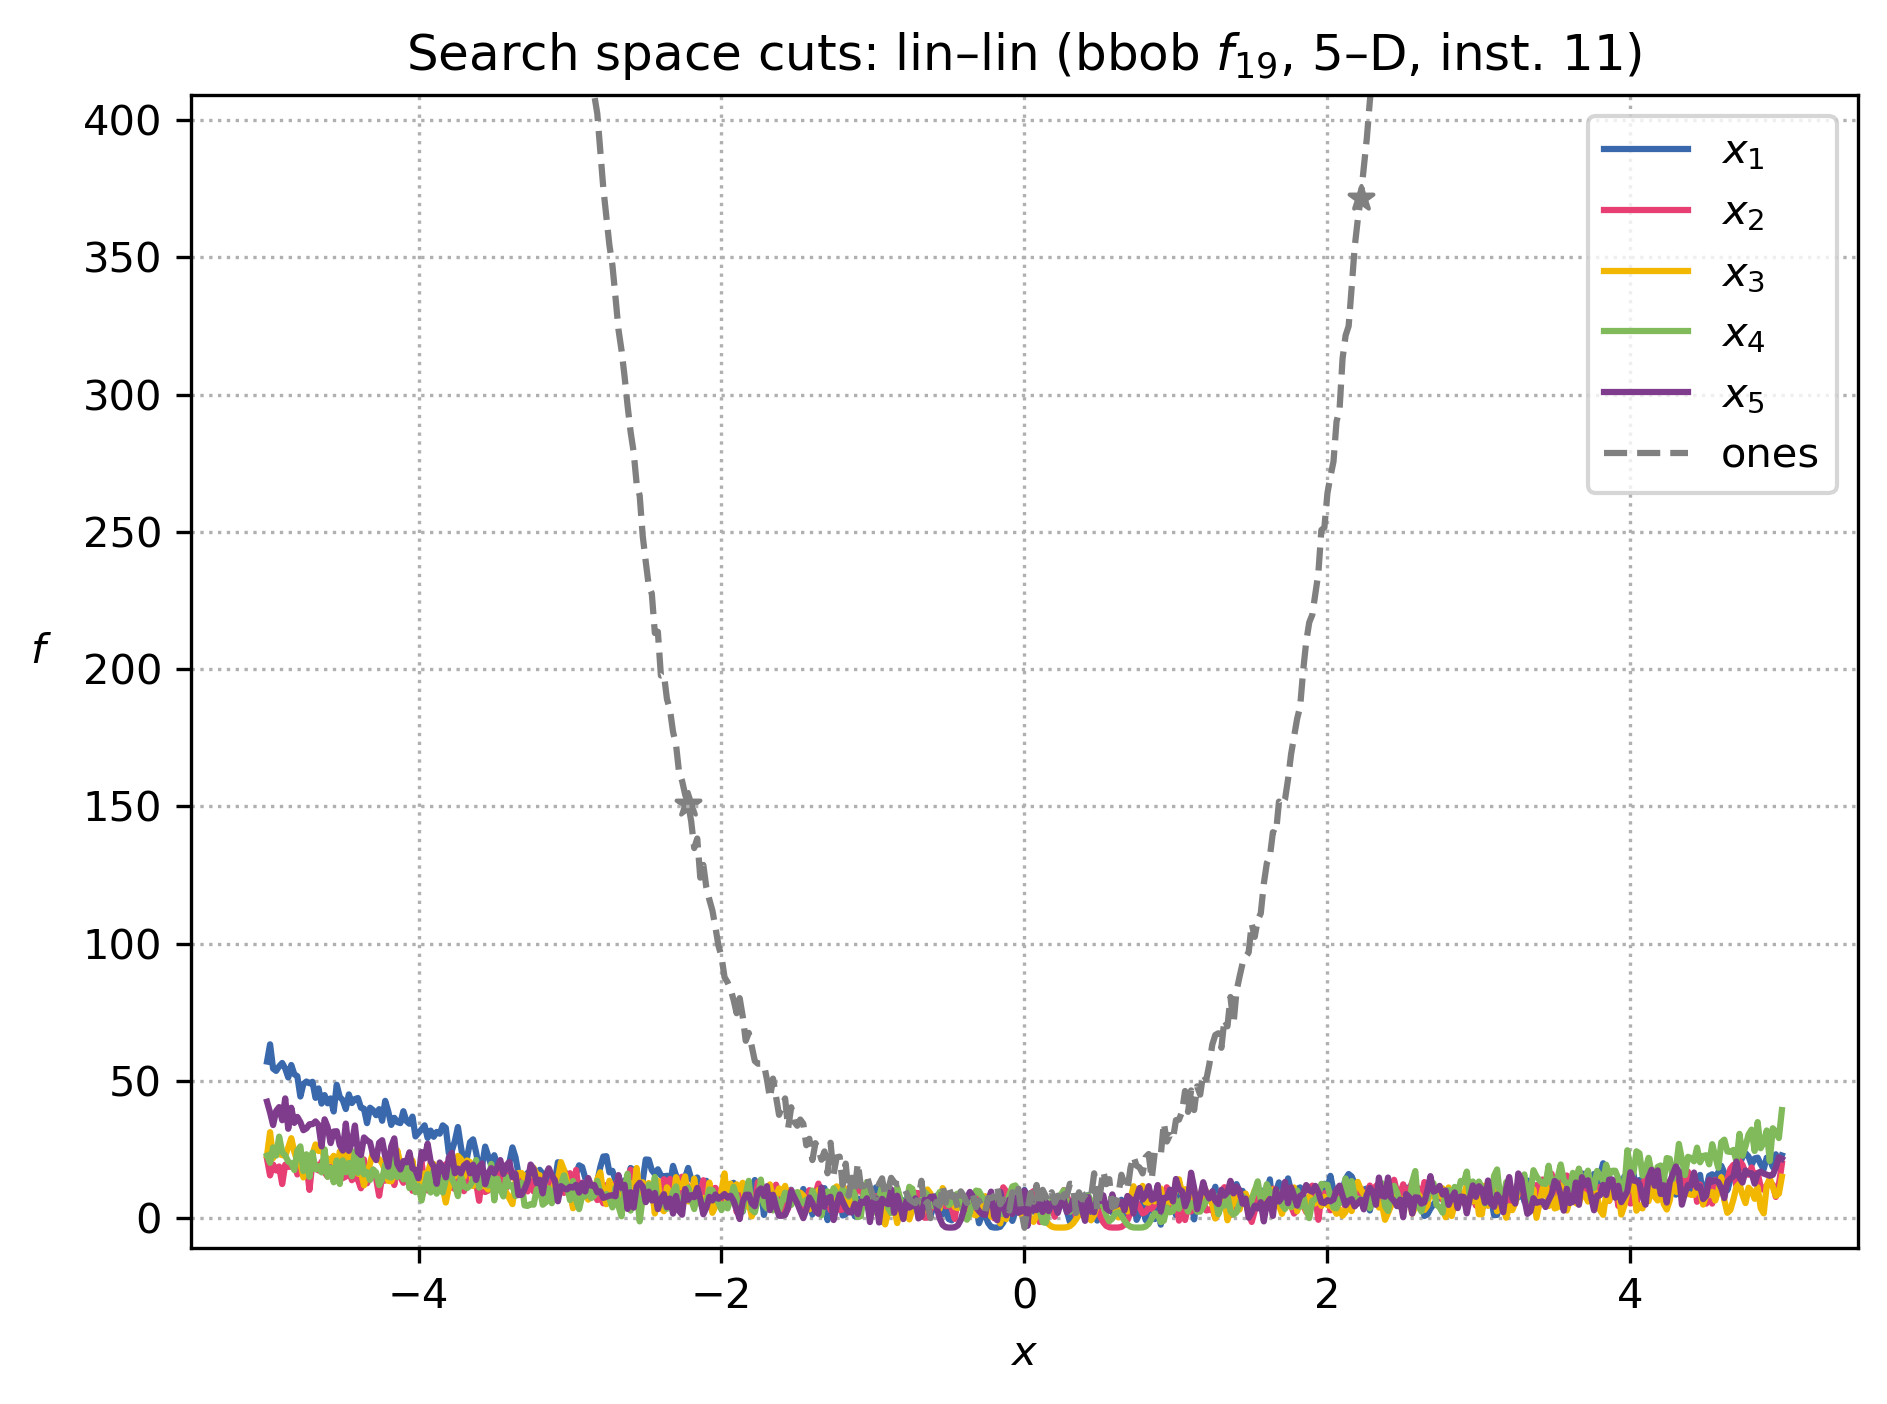 Search space cuts: lin–lin (bbob f19, 5–D, inst. 11)
400
350
300
250
200
150
100
50
0
f
−4
−2
0
2
4
x
x1
x2
x3
x4
x5
ones